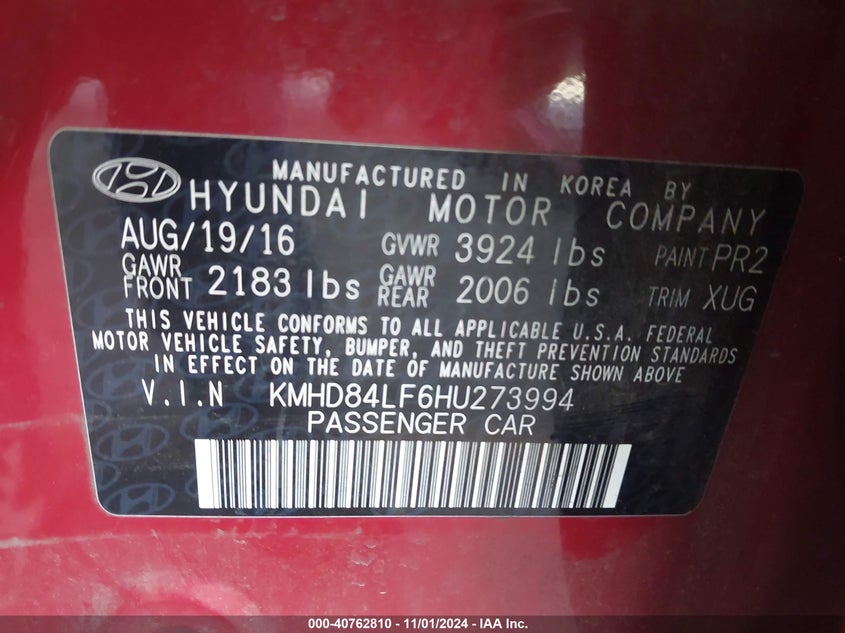 MANUFACTURED IN KOREA BY
HYUNDAI MOTOR COMPANY
AUG/19/16 GVWR 3924 lbs PAINT PR2
GAWR FRONT 2183 lbs GAWR REAR 2006 lbs TRIM XUG
THIS VEHICLE CONFORMS TO ALL APPLICABLE U.S.A. FEDERAL
MOTOR VEHICLE SAFETY, BUMPER, AND THEFT PREVENTION STANDARDS
IN EFFECT ON THE DATE OF MANUFACTURE SHOWN ABOVE
V.I.N KMHD84LF6HU273994
PASSENGER CAR
000-40762810 - 11/01/2024 - IAA Inc.